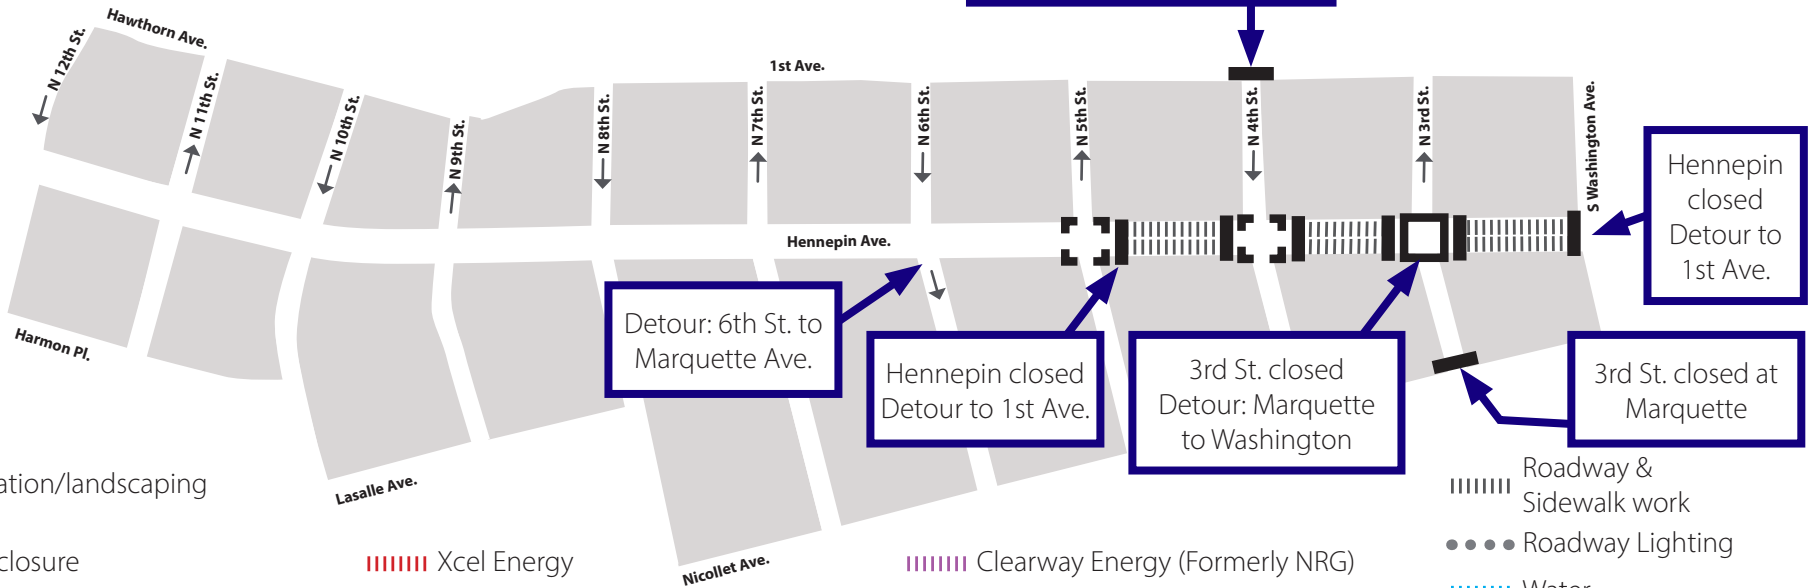 Hawthorn Ave.
N 12th St.
N 11th St.
N 10th St.
N 9th St.
N 8th St.
N 7th St.
N 6th St.
N 5th St.
N 4th St.
N 3rd St.
S Washington Ave.
1st Ave.
Hennepin Ave.
Harmon Pl.
Lasalle Ave.
Nicollet Ave.
Hennepin
closed
Detour to
1st Ave.
Detour: 6th St. to
Marquette Ave.
Hennepin closed
Detour to 1st Ave.
3rd St. closed
Detour: Marquette
to Washington
3rd St. closed at
Marquette
ation/landscaping
closure
Xcel Energy
Clearway Energy (Formerly NRG)
Roadway &
Sidewalk work
Roadway Lighting
Water